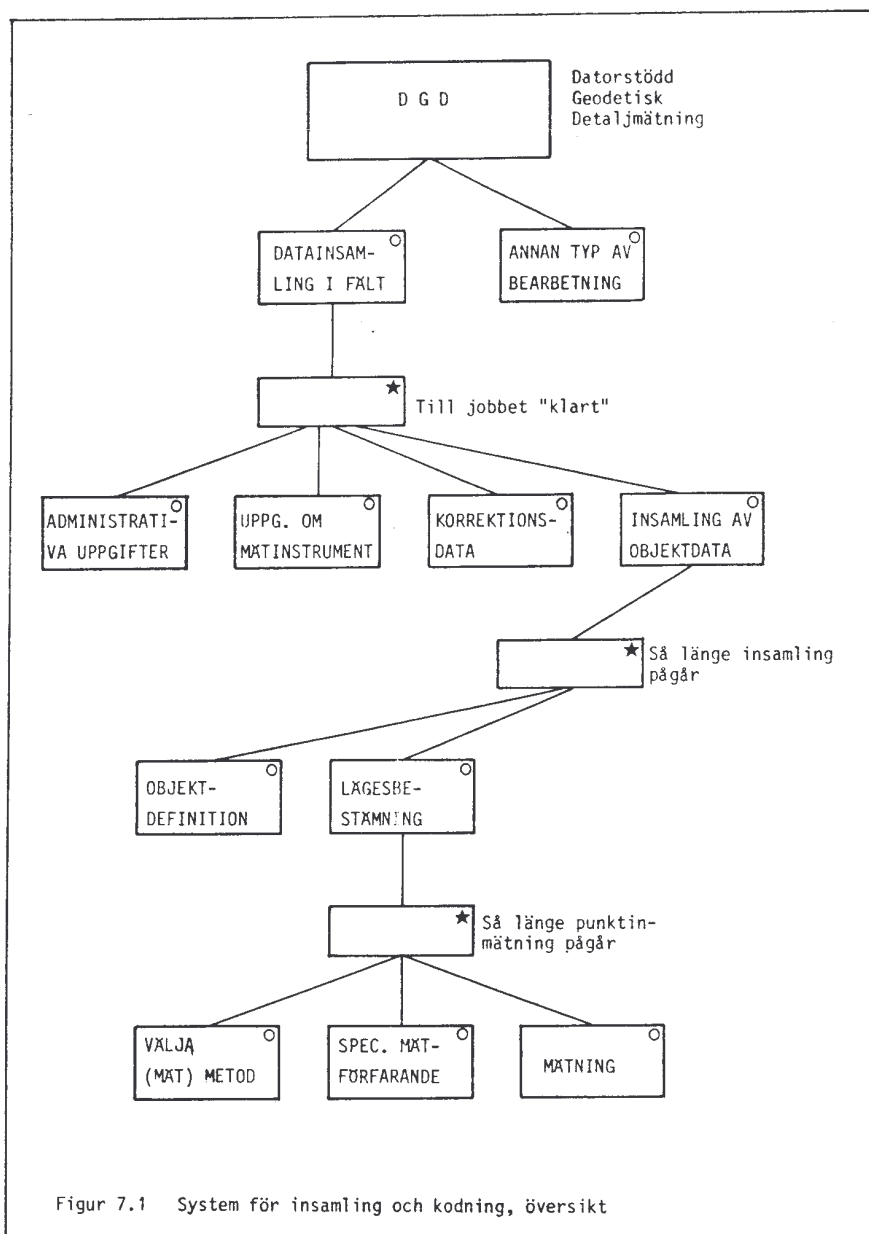 D G D
Datorstödd
Geodetisk
Detaljmätning
DATAINSAM-
LING I FÄLT
ANNAN TYP AV
BEARBETNING
Till jobbet "klart"
ADMINISTRATI-
VA UPPGIFTER
UPPG. OM
MÄTINSTRUMENT
KORREKTIONS-
DATA
INSAMLING AV
OBJEKTDATA
Så länge insamling
pågår
OBJEKT-
DEFINITION
LÄGESBE-
STÄMNING
Så länge punktin-
mätning pågår
VÄLJA
(MÄT) METOD
SPEC. MÄT-
FÖRFARANDE
MÄTNING
Figur 7.1 System för insamling och kodning, översikt